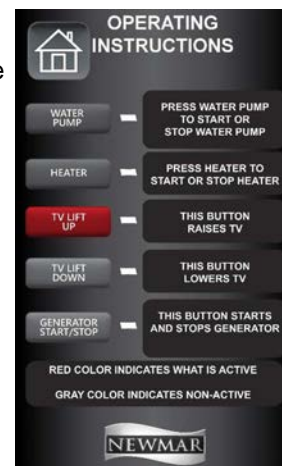 e
OPERATING
INSTRUCTIONS
WATER
PUMP
PRESS WATER PUMP
TO START OR
STOP WATER PUMP
HEATER
PRESS HEATER TO
START OR STOP HEATER
TV LIFT
UP
THIS BUTTON
RAISES TV
TV LIFT
DOWN
THIS BUTTON
LOWERS TV
GENERATOR
START/STOP
THIS BUTTON STARTS
AND STOPS GENERATOR
RED COLOR INDICATES WHAT IS ACTIVE
GRAY COLOR INDICATES NON-ACTIVE
NEWMAR